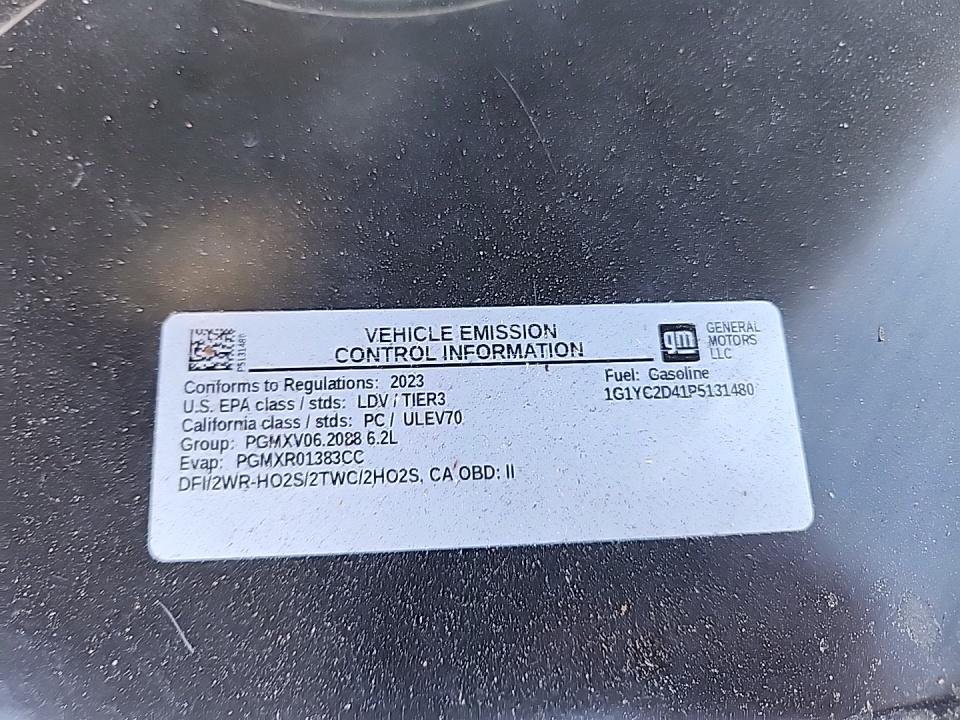 VEHICLE EMISSION
CONTROL INFORMATION
gm
GENERAL
MOTORS
LLC
P5131480
Conforms to Regulations: 2023
U.S. EPA class / stds: LDV / TIER3
California class / stds: PC / ULEV70
Group: PGMXV06.2088 6.2L
Evap: PGMXR01383CC
DFI/2WR-HO2S/2TWC/2HO2S, CA OBD: II
Fuel: Gasoline
1G1YC2D41P5131480